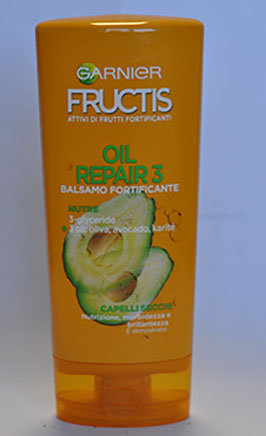 GARNIER
FRUCTIS
ATTIVI DI FRUTTI FORTIFICANTI
OIL
REPAIR 3
BALSAMO FORTIFICANTE
NUTRE
3-glyceride
+ 3 oli: oliva, avocado, karité
CAPELLI SECCHI
Nutrizione, morbidezza e
brillantezza
È dimostrato